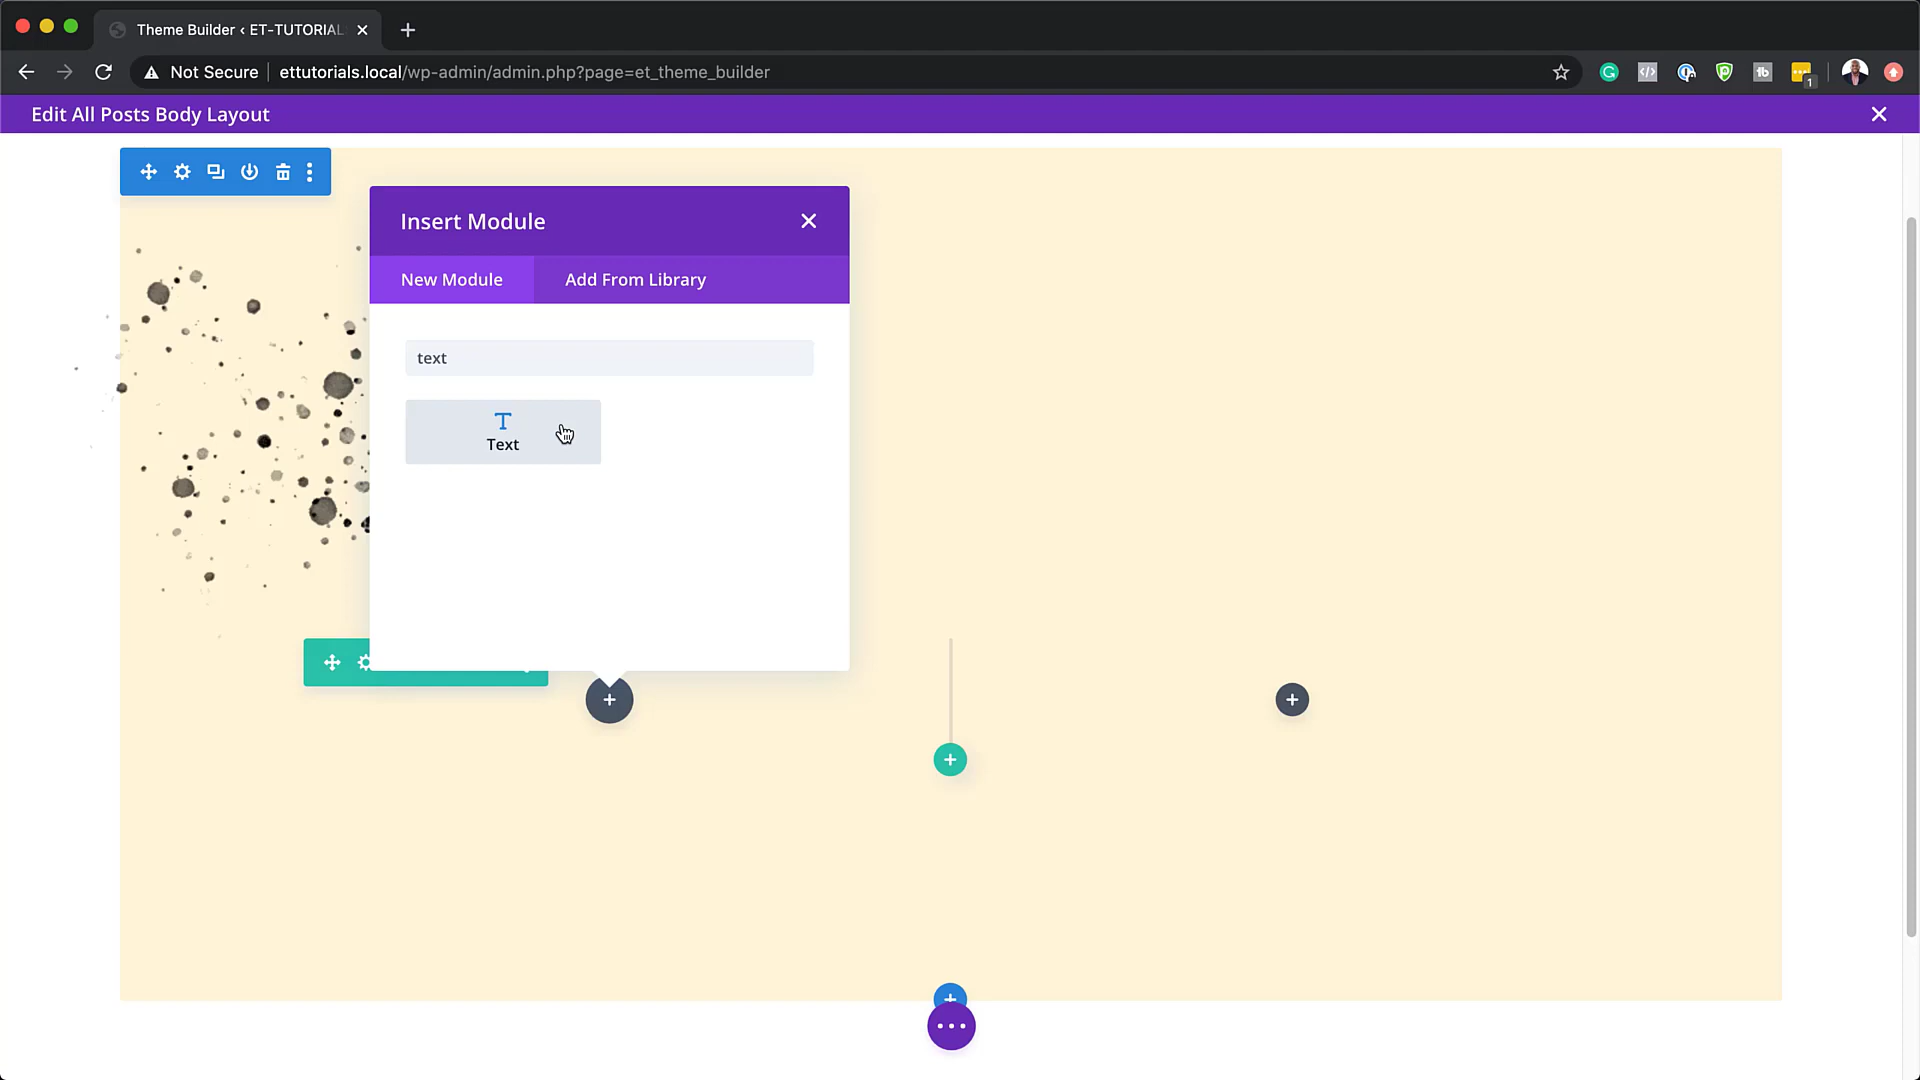 Theme Builder ‹ ET-TUTORIAL
Not Secure
ettutorials.local/wp-admin/admin.php?page=et_theme_builder
1
Edit All Posts Body Layout
Insert Module
New Module
Add From Library
text
Text